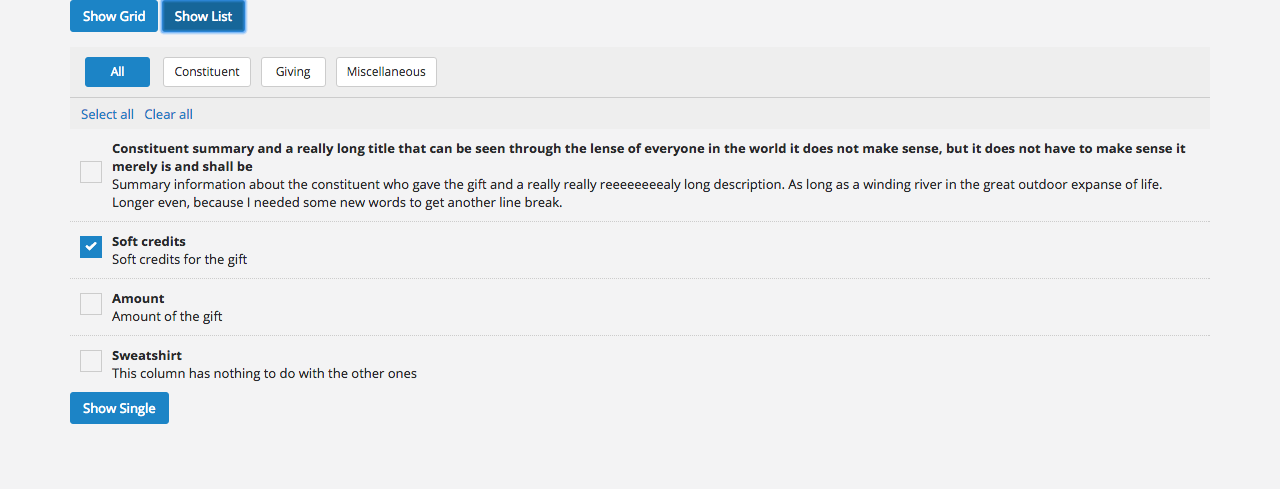 Show Grid Show List
All Constituent Giving Miscellaneous
Select all Clear all
Constituent summary and a really long title that can be seen through the lense of everyone in the world it does not make sense, but it does not have to make sense it
merely is and shall be
Summary information about the constituent who gave the gift and a really really reeeeeeeealy long description. As long as a winding river in the great outdoor expanse of life.
Longer even, because I needed some new words to get another line break.
Soft credits
Soft credits for the gift
Amount
Amount of the gift
Sweatshirt
This column has nothing to do with the other ones
Show Single